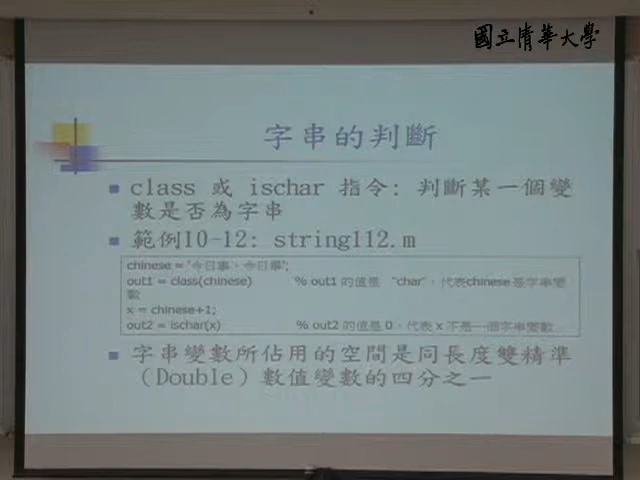 國立清華大學
字串的判斷
class 或 ischar 指令: 判斷某一個變
數是否為字串
範例10-12: string112.m
chinese = '今日事，今日畢';
out1 = class(chinese) % out1 的值是 "char"，代表chinese 是字串變
數
x = chinese+1;
out2 = ischar(x) % out2 的值是 0，代表 x 不是一個字串變數
字串變數所佔用的空間是同長度雙精準
（Double）數值變數的四分之一